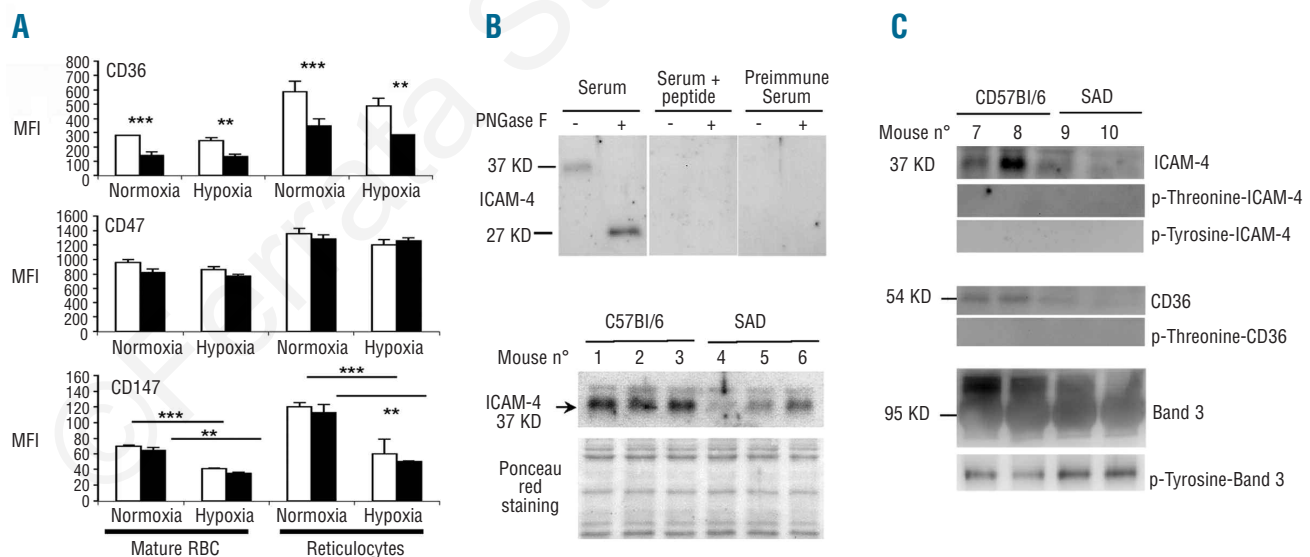 A
B
C
CD36
800
700
600
500
400
300
200
100
0
MFI
***
**
***
**
Normoxia Hypoxia Normoxia Hypoxia
CD47
1600
1400
1200
1000
800
600
400
200
0
MFI
Normoxia Hypoxia Normoxia Hypoxia
CD147
160
140
120
100
80
60
40
20
0
MFI
***
**
***
**
Normoxia Hypoxia Normoxia Hypoxia
Mature RBC Reticulocytes
Serum
Serum +
peptide
Preimmune
Serum
PNGase F - + - + - +
37 KD
ICAM-4
27 KD
C57Bl/6 SAD
Mouse n° 1 2 3 4 5 6
ICAM-4
37 KD
Ponceau
red
staining
CD57Bl/6 SAD
Mouse n° 7 8 9 10
37 KD
ICAM-4
p-Threonine-ICAM-4
p-Tyrosine-ICAM-4
54 KD
CD36
p-Threonine-CD36
95 KD
Band 3
p-Tyrosine-Band 3
©Ferrata